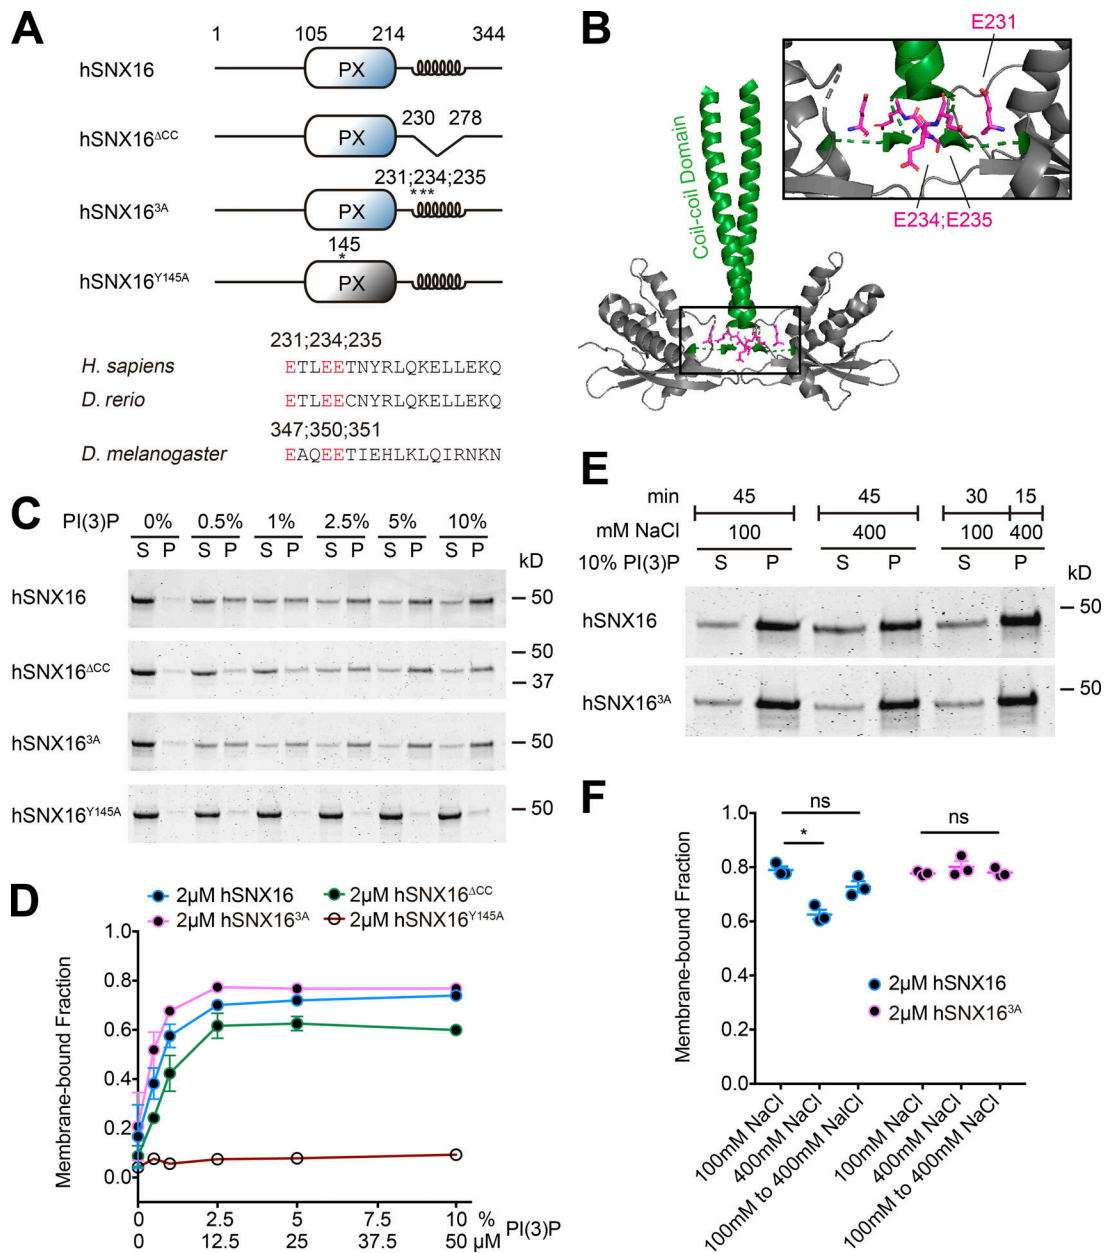 A
1 105 214 344
hSNX16 PX
230 278
hSNX16ΔCC PX
231;234;235
***
hSNX163A PX
145
*
hSNX16Y145A PX
231;234;235
H. sapiens ETLEETNYRLQKELLEKQ
D. rerio ETLEECNYRLQKELLEKQ
347;350;351
D. melanogaster EAQEETIEHLKLQIRNKN
B
E231
E234;E235
Coil-coil Domain
C
PI(3)P 0% 0.5% 1% 2.5% 5% 10%
S P S P S P S P S P S P
kD
hSNX16 50
hSNX16ΔCC 50
37
hSNX163A 50
hSNX16Y145A 50
D
2μM hSNX16 2μM hSNX16ΔCC
2μM hSNX163A 2μM hSNX16Y145A
Membrane-bound Fraction
1.0
0.8
0.6
0.4
0.2
0.0
0 2.5 5 7.5 10 %
0 12.5 25 37.5 50 μM
PI(3)P
E
min 45 45 30 15
mM NaCl 100 400 100 400
10% PI(3)P S P S P S P
kD
hSNX16 50
hSNX163A 50
F
Membrane-bound Fraction
1.0
0.8
0.6
0.4
0.2
0.0
ns
*
ns
2μM hSNX16
2μM hSNX163A
100mM NaCl
400mM NaCl
100mM to 400mM NalCl
100mM NaCl
400mM NaCl
100mM to 400mM NaCl